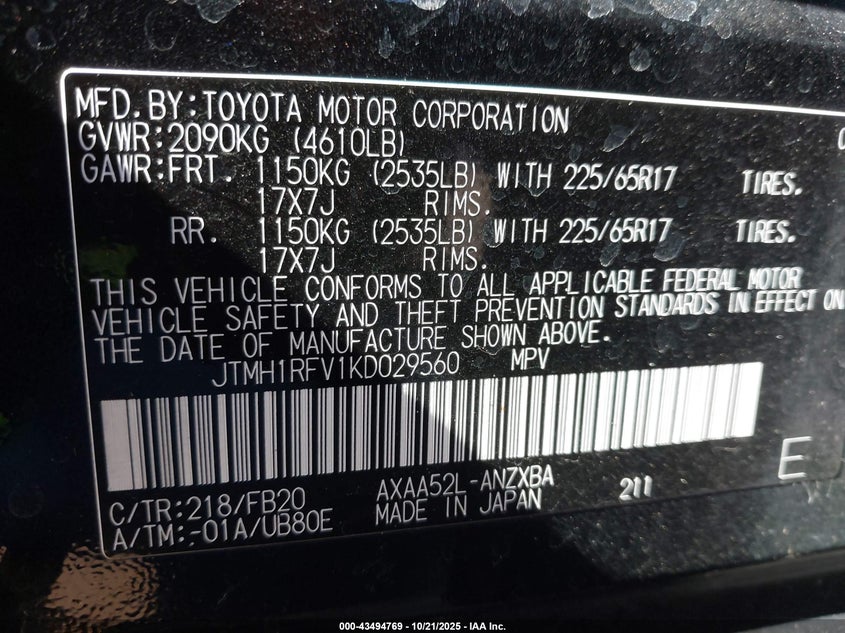 MFD.BY:TOYOTA MOTOR CORPORATION
GVWR:2090KG (4610LB)
GAWR:FRT. 1150KG (2535LB) WITH 225/65R17 TIRES.
17X7J RIMS.
RR. 1150KG (2535LB) WITH 225/65R17 TIRES.
17X7J RIMS.
THIS VEHICLE CONFORMS TO ALL APPLICABLE FEDERAL MOTOR
VEHICLE SAFETY AND THEFT PREVENTION STANDARDS IN EFFECT ON
THE DATE OF MANUFACTURE SHOWN ABOVE.
JTMH1RFV1KD029560 MPV
C/TR:218/FB20 AXAA52L-ANZXBA 211 E
A/TM:-01A/UB80E MADE IN JAPAN
000-43494769 - 10/21/2025 - IAA Inc.